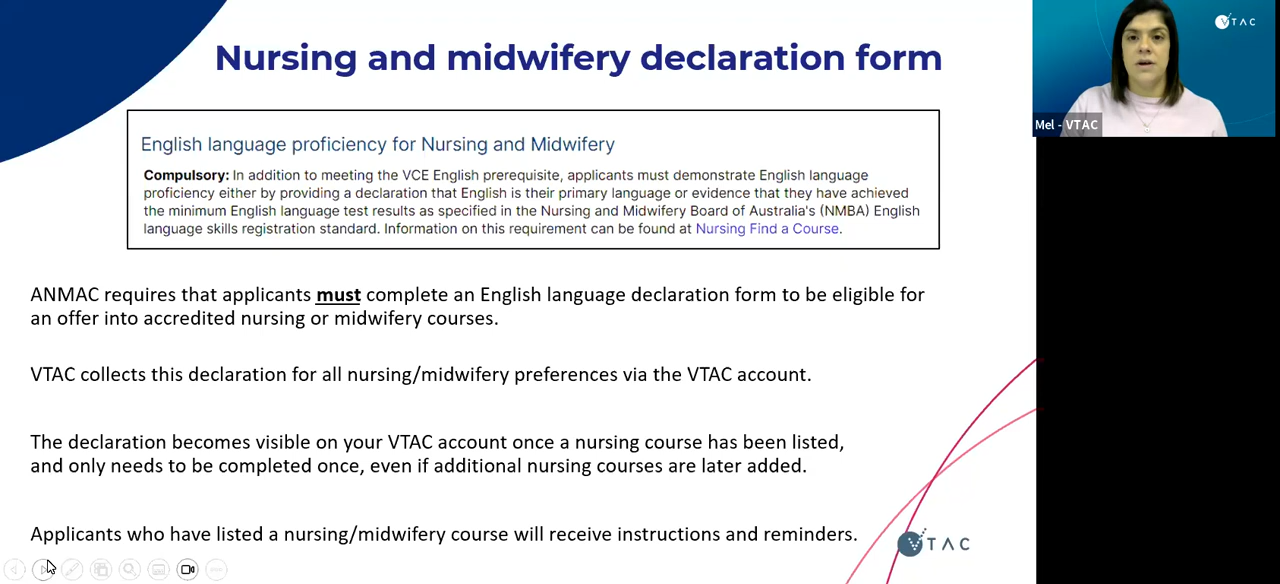 Nursing and midwifery declaration form
English language proficiency for Nursing and Midwifery
Compulsory: In addition to meeting the VCE English prerequisite, applicants must demonstrate English language
proficiency either by providing a declaration that English is their primary language or evidence that they have achieved
the minimum English language test results as specified in the Nursing and Midwifery Board of Australia's (NMBA) English
language skills registration standard. Information on this requirement can be found at Nursing Find a Course.
ANMAC requires that applicants must complete an English language declaration form to be eligible for
an offer into accredited nursing or midwifery courses.
VTAC collects this declaration for all nursing/midwifery preferences via the VTAC account.
The declaration becomes visible on your VTAC account once a nursing course has been listed,
and only needs to be completed once, even if additional nursing courses are later added.
Applicants who have listed a nursing/midwifery course will receive instructions and reminders.
VTAC
VTAC
Mel - VTAC